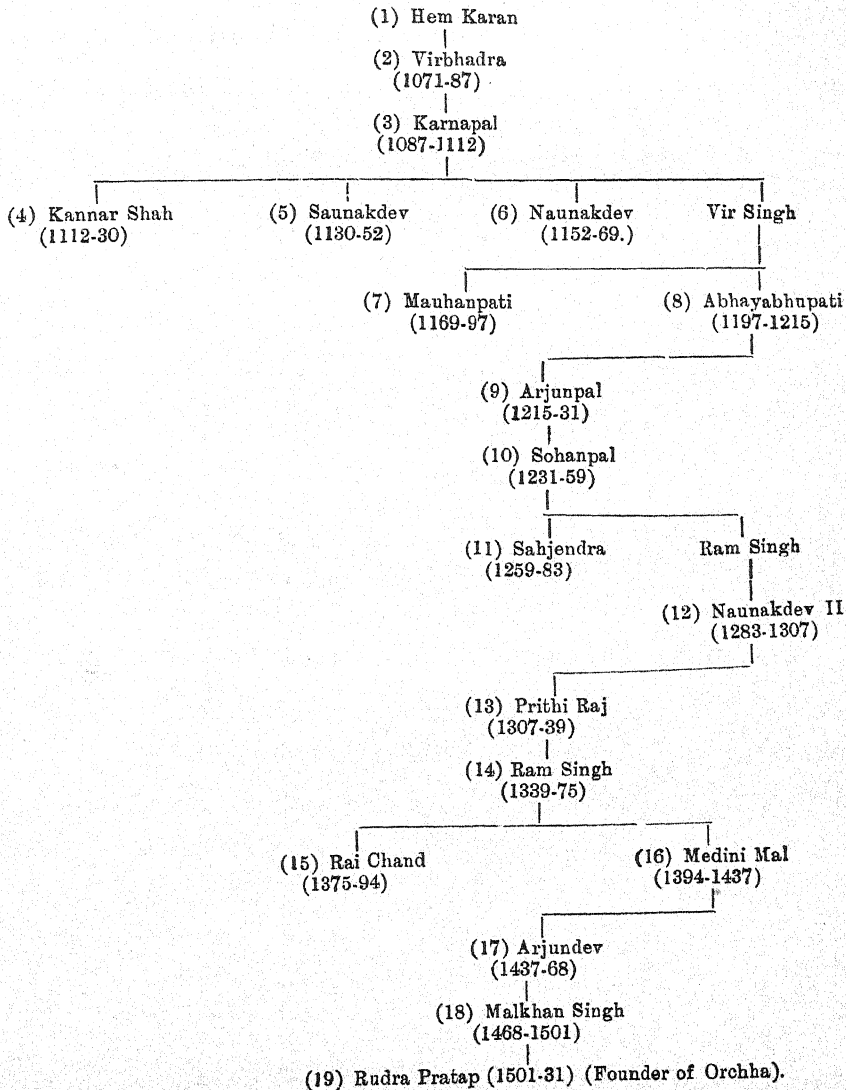 (1) Hem Karan
(2) Virbhadra
(1071-87)
(3) Karnapal
(1087-1112)
(4) Kannar Shah (5) Saunakdev (6) Naunakdev Vir Singh
(1112-30) (1130-52) (1152-69.)
(7) Mauhanpati (8) Abhayabhupati
(1169-97) (1197-1215)
(9) Arjunpal
(1215-31)
(10) Sohanpal
(1231-59)
(11) Sahjendra Ram Singh
(1259-83)
(12) Naunakdev II
(1283-1307)
(13) Prithi Raj
(1307-39)
(14) Ram Singh
(1339-75)
(15) Rai Chand (16) Medini Mal
(1375-94) (1394-1437)
(17) Arjundev
(1437-68)
(18) Malkhan Singh
(1468-1501)
(19) Rudra Pratap (1501-31) (Founder of Orchha).